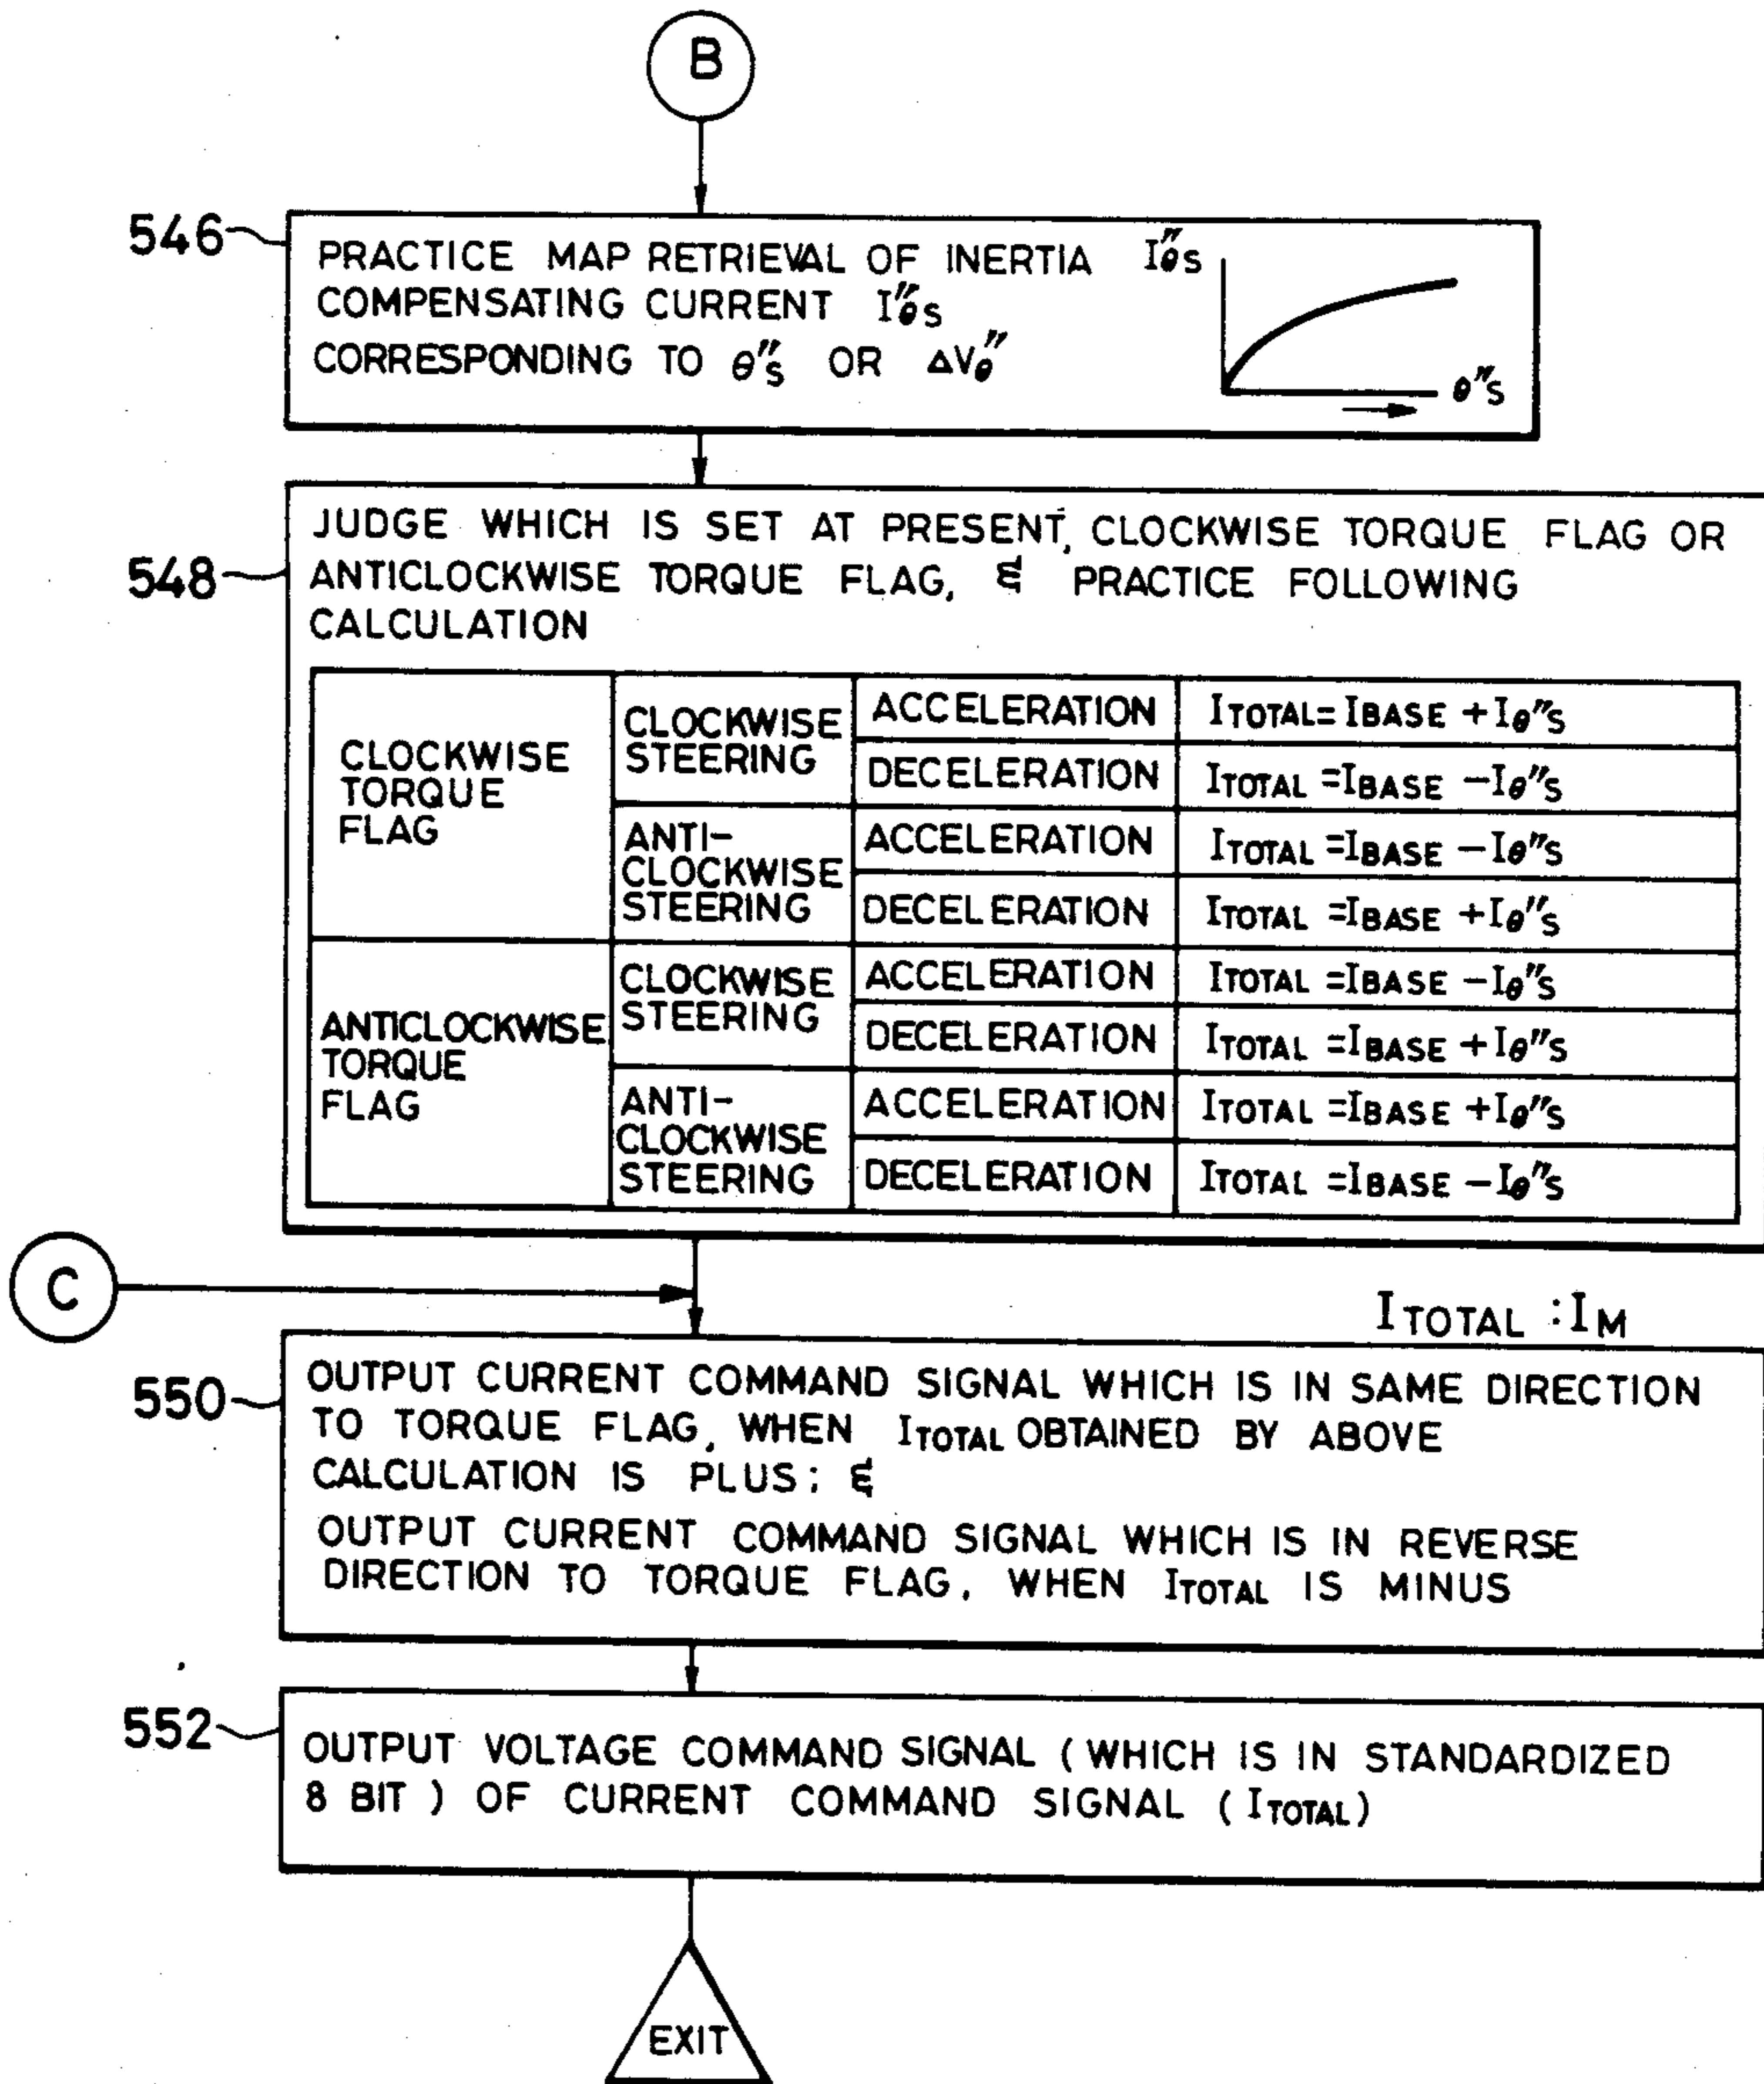 B
546
PRACTICE MAP RETRIEVAL OF INERTIA
COMPENSATING CURRENT Iθ″S
CORRESPONDING TO θ″S OR ΔVθ″
Iθ″S
θ″S
548
JUDGE WHICH IS SET AT PRESENT, CLOCKWISE TORQUE FLAG OR
ANTICLOCKWISE TORQUE FLAG, & PRACTICE FOLLOWING
CALCULATION
CLOCKWISE
TORQUE
FLAG
CLOCKWISE
STEERING
ACCELERATION
ITOTAL= IBASE +Iθ″S
DECELERATION
ITOTAL =IBASE −Iθ″S
ANTI-
CLOCKWISE
STEERING
ACCELERATION
ITOTAL =IBASE −Iθ″S
DECELERATION
ITOTAL =IBASE +Iθ″S
ANTICLOCKWISE
TORQUE
FLAG
CLOCKWISE
STEERING
ACCELERATION
ITOTAL =IBASE −Iθ″S
DECELERATION
ITOTAL =IBASE +Iθ″S
ANTI-
CLOCKWISE
STEERING
ACCELERATION
ITOTAL =IBASE +Iθ″S
DECELERATION
ITOTAL =IBASE −Iθ″S
C
ITOTAL :IM
550
OUTPUT CURRENT COMMAND SIGNAL WHICH IS IN SAME DIRECTION
TO TORQUE FLAG, WHEN ITOTAL OBTAINED BY ABOVE
CALCULATION IS PLUS; &
OUTPUT CURRENT COMMAND SIGNAL WHICH IS IN REVERSE
DIRECTION TO TORQUE FLAG, WHEN ITOTAL IS MINUS
552
OUTPUT VOLTAGE COMMAND SIGNAL (WHICH IS IN STANDARDIZED
8 BIT) OF CURRENT COMMAND SIGNAL (ITOTAL)
EXIT